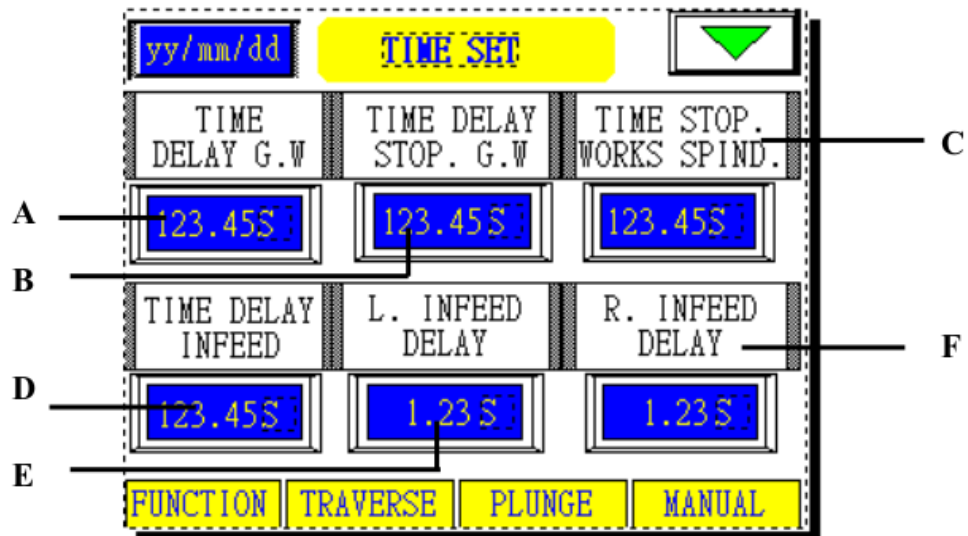 yy/mm/dd TIME SET
TIME DELAY G.W
TIME DELAY STOP. G.W
TIME STOP. WORKS SPIND.
C
A
123.45S
123.45S
123.45S
B
TIME DELAY INFEED
L. INFEED DELAY
R. INFEED DELAY
F
D
123.45S
1.23S
1.23S
E
FUNCTION TRAVERSE PLUNGE MANUAL